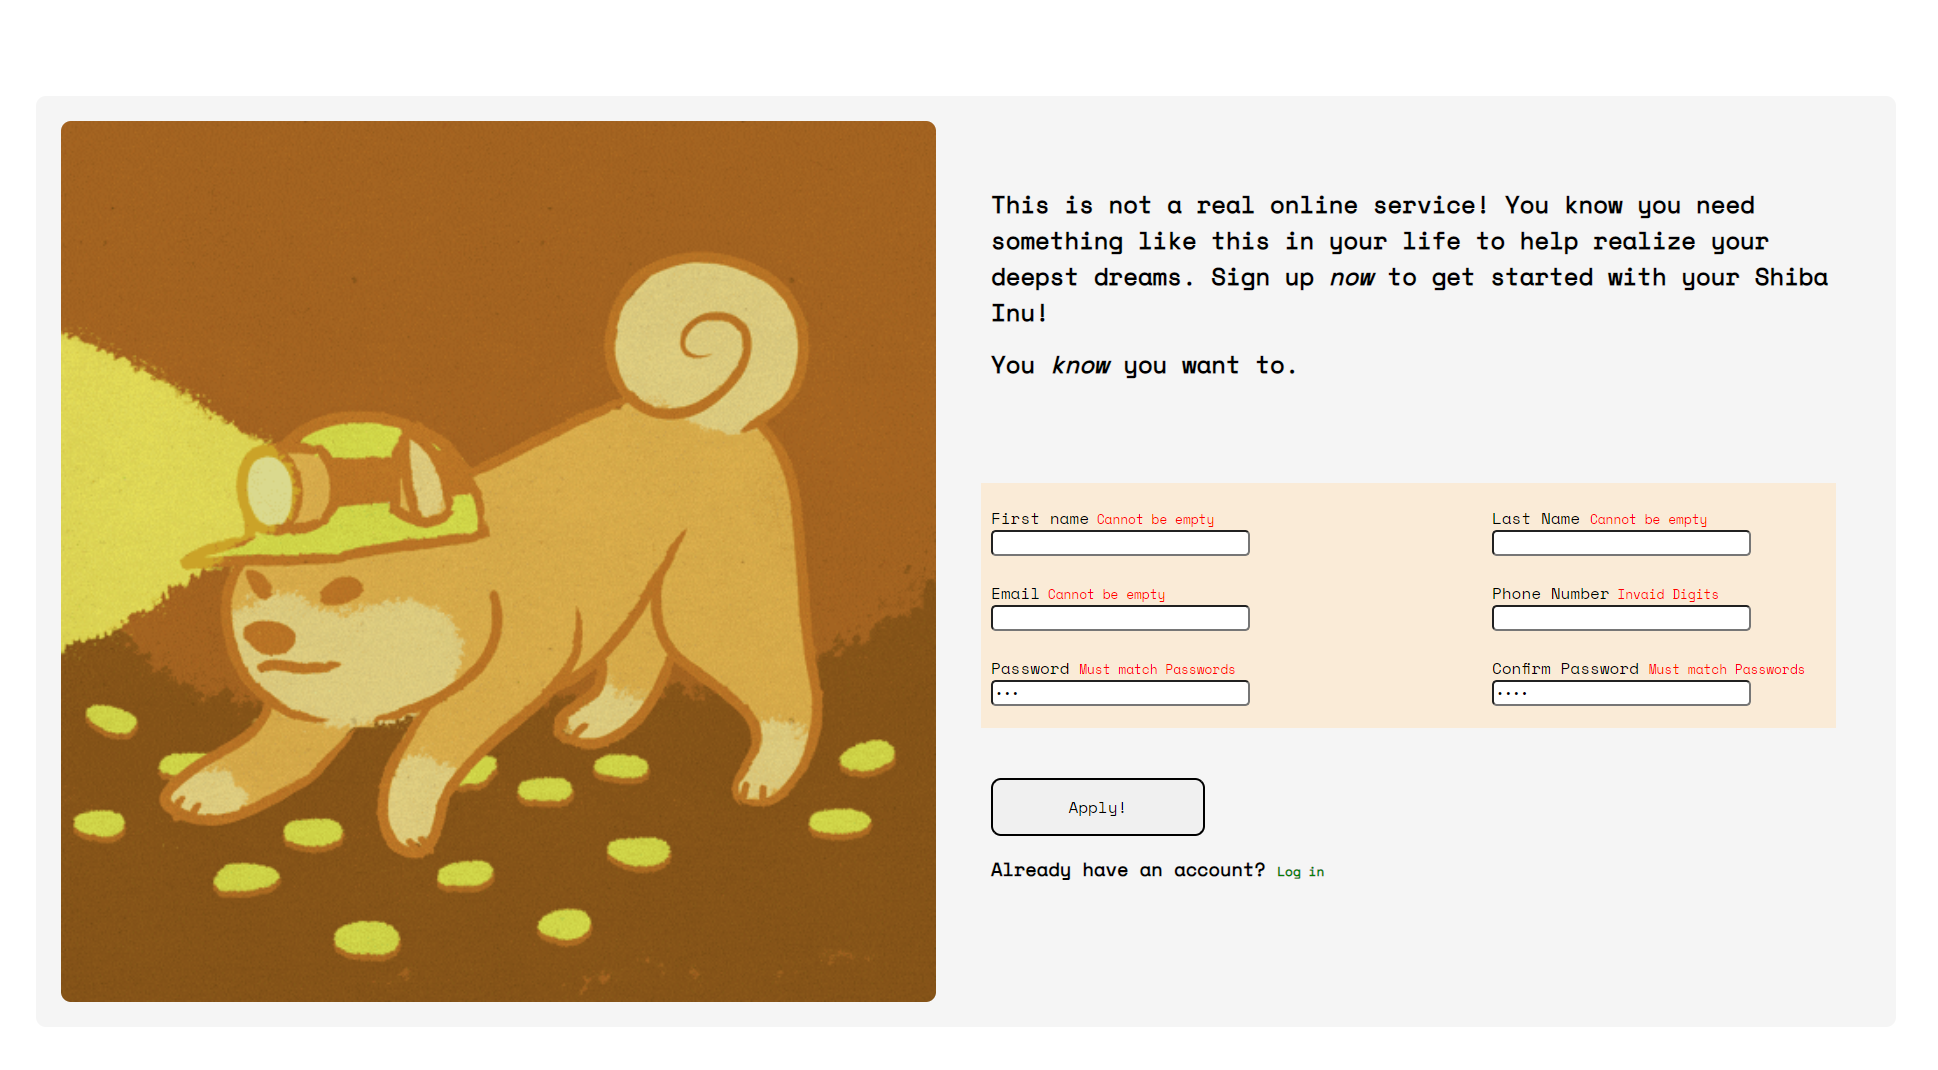 This is not a real online service! You know you need
something like this in your life to help realize your
deepst dreams. Sign up now to get started with your Shiba
Inu!
You know you want to.
First name Cannot be empty
Last Name Cannot be empty
Email Cannot be empty
Phone Number Invaid Digits
Password Must match Passwords
Confirm Password Must match Passwords
Apply!
Already have an account? Log in